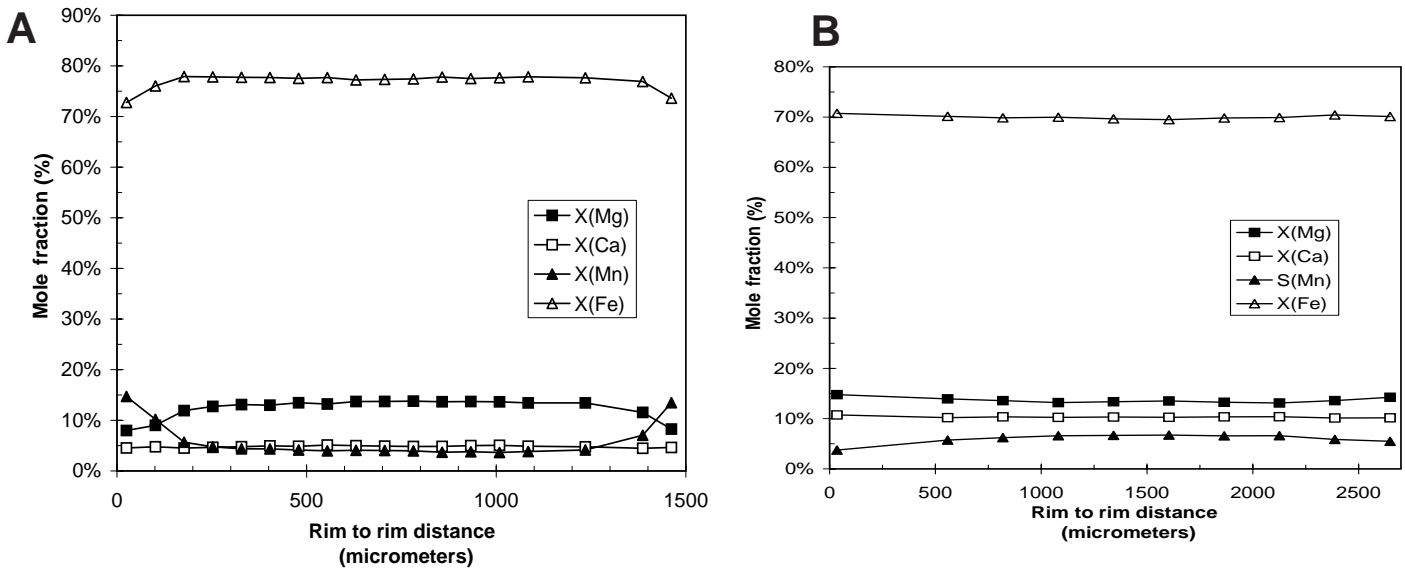 A
90%
80%
70%
60%
50%
40%
30%
20%
10%
0%
Mole fraction (%)
X(Mg)
X(Ca)
X(Mn)
X(Fe)
0
500
1000
1500
Rim to rim distance
(micrometers)
B
80%
70%
60%
50%
40%
30%
20%
10%
0%
Mole fraction (%)
X(Mg)
X(Ca)
S(Mn)
X(Fe)
0
500
1000
1500
2000
2500
Rim to rim distance
(micrometers)